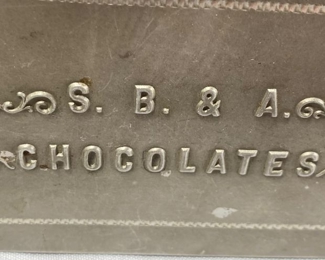 S. B. & A.
CHOCOLATES